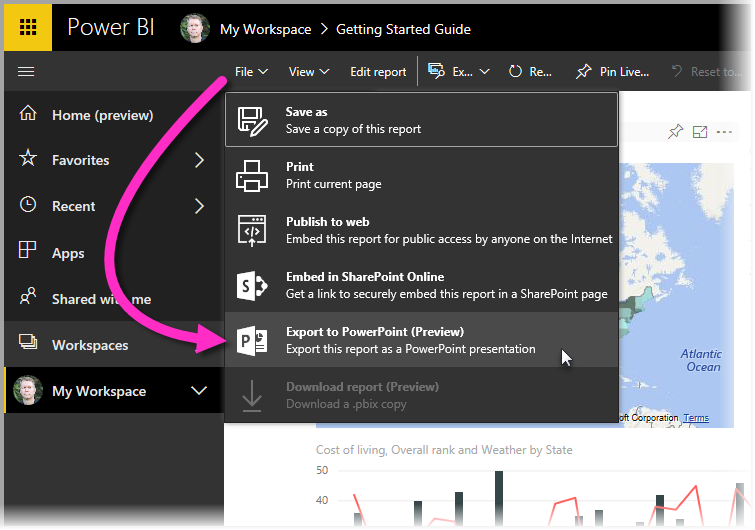 Power BI My Workspace > Getting Started Guide
File View Edit report Ex... Re... Pin Live... Reset to...
Home (preview)
Favorites
Recent
Apps
Shared with me
Workspaces
My Workspace
Save as
Save a copy of this report
Print
Print current page
Publish to web
Embed this report for public access by anyone on the Internet
Embed in SharePoint Online
Get a link to securely embed this report in a SharePoint page
Export to PowerPoint (Preview)
Export this report as a PowerPoint presentation
Download report (Preview)
Download a .pbix copy
Atlantic
Ocean
oft Corporation Terms
Cost of living, Overall rank and Weather by State
50
40